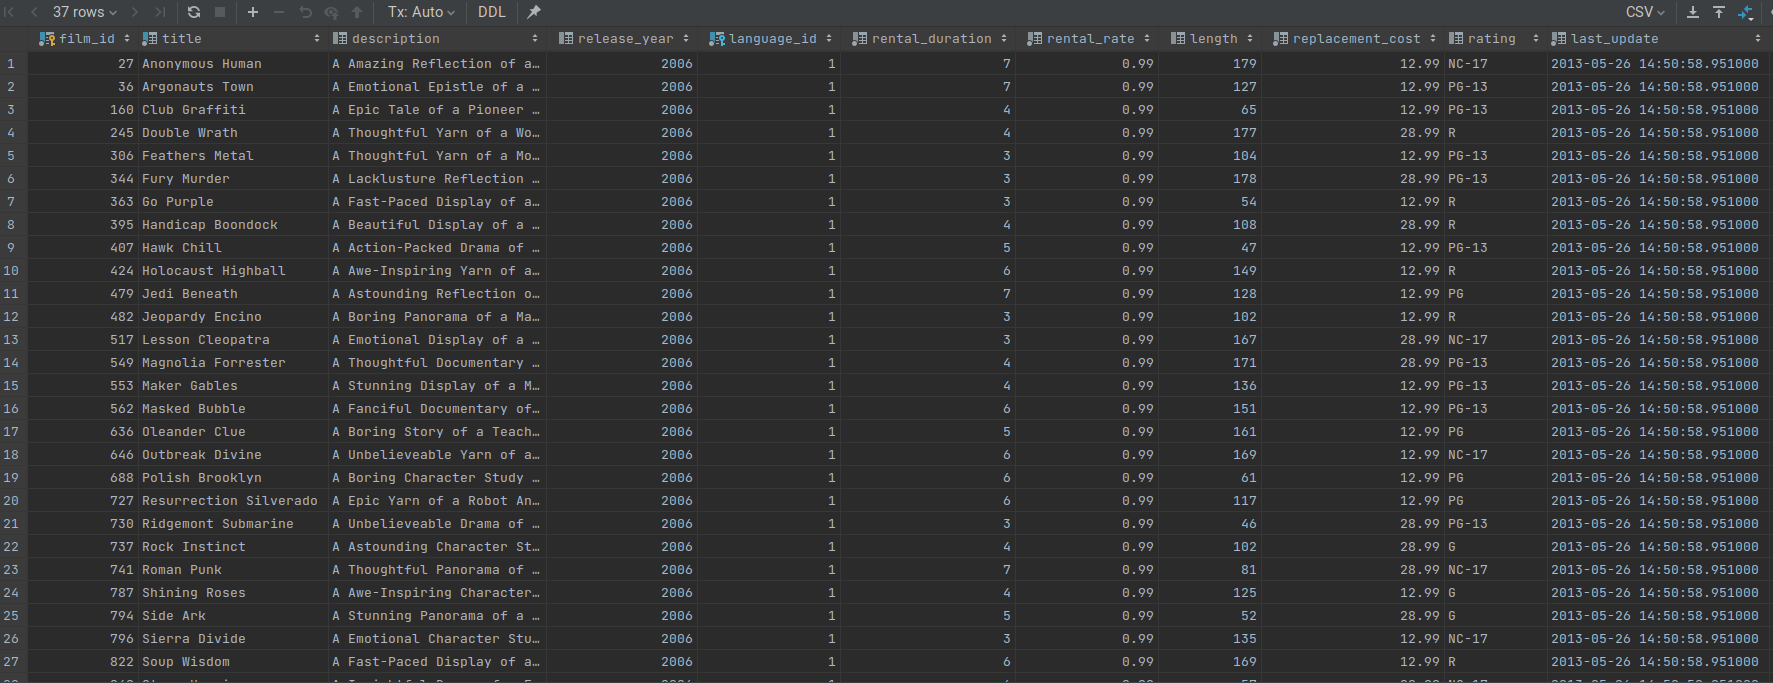 37 rows Tx: Auto DDL CSV
film_id title description release_year language_id rental_duration rental_rate length replacement_cost rating last_update
1 27 Anonymous Human A Amazing Reflection of a… 2006 1 7 0.99 179 12.99 NC-17 2013-05-26 14:50:58.951000
2 36 Argonauts Town A Emotional Epistle of a … 2006 1 7 0.99 127 12.99 PG-13 2013-05-26 14:50:58.951000
3 160 Club Graffiti A Epic Tale of a Pioneer … 2006 1 4 0.99 65 12.99 PG-13 2013-05-26 14:50:58.951000
4 245 Double Wrath A Thoughtful Yarn of a Wo… 2006 1 4 0.99 177 28.99 R 2013-05-26 14:50:58.951000
5 306 Feathers Metal A Thoughtful Yarn of a Mo… 2006 1 3 0.99 104 12.99 PG-13 2013-05-26 14:50:58.951000
6 344 Fury Murder A Lacklusture Reflection … 2006 1 3 0.99 178 28.99 PG-13 2013-05-26 14:50:58.951000
7 363 Go Purple A Fast-Paced Display of a… 2006 1 3 0.99 54 12.99 R 2013-05-26 14:50:58.951000
8 395 Handicap Boondock A Beautiful Display of a … 2006 1 4 0.99 108 28.99 R 2013-05-26 14:50:58.951000
9 407 Hawk Chill A Action-Packed Drama of … 2006 1 5 0.99 47 12.99 PG-13 2013-05-26 14:50:58.951000
10 424 Holocaust Highball A Awe-Inspiring Yarn of a… 2006 1 6 0.99 149 12.99 R 2013-05-26 14:50:58.951000
11 479 Jedi Beneath A Astounding Reflection o… 2006 1 7 0.99 128 12.99 PG 2013-05-26 14:50:58.951000
12 482 Jeopardy Encino A Boring Panorama of a Ma… 2006 1 3 0.99 102 12.99 R 2013-05-26 14:50:58.951000
13 517 Lesson Cleopatra A Emotional Display of a … 2006 1 3 0.99 167 28.99 NC-17 2013-05-26 14:50:58.951000
14 549 Magnolia Forrester A Thoughtful Documentary … 2006 1 4 0.99 171 28.99 PG-13 2013-05-26 14:50:58.951000
15 553 Maker Gables A Stunning Display of a M… 2006 1 4 0.99 136 12.99 PG-13 2013-05-26 14:50:58.951000
16 562 Masked Bubble A Fanciful Documentary of… 2006 1 6 0.99 151 12.99 PG-13 2013-05-26 14:50:58.951000
17 636 Oleander Clue A Boring Story of a Teach… 2006 1 5 0.99 161 12.99 PG 2013-05-26 14:50:58.951000
18 646 Outbreak Divine A Unbelieveable Yarn of a… 2006 1 6 0.99 169 12.99 NC-17 2013-05-26 14:50:58.951000
19 688 Polish Brooklyn A Boring Character Study … 2006 1 6 0.99 61 12.99 PG 2013-05-26 14:50:58.951000
20 727 Resurrection Silverado A Epic Yarn of a Robot An… 2006 1 6 0.99 117 12.99 PG 2013-05-26 14:50:58.951000
21 730 Ridgemont Submarine A Unbelieveable Drama of … 2006 1 3 0.99 46 28.99 PG-13 2013-05-26 14:50:58.951000
22 737 Rock Instinct A Astounding Character St… 2006 1 4 0.99 102 28.99 G 2013-05-26 14:50:58.951000
23 741 Roman Punk A Thoughtful Panorama of … 2006 1 7 0.99 81 28.99 NC-17 2013-05-26 14:50:58.951000
24 787 Shining Roses A Awe-Inspiring Character… 2006 1 4 0.99 125 12.99 G 2013-05-26 14:50:58.951000
25 794 Side Ark A Stunning Panorama of a … 2006 1 5 0.99 52 28.99 G 2013-05-26 14:50:58.951000
26 796 Sierra Divide A Emotional Character Stu… 2006 1 3 0.99 135 12.99 NC-17 2013-05-26 14:50:58.951000
27 822 Soup Wisdom A Fast-Paced Display of a… 2006 1 6 0.99 169 12.99 R 2013-05-26 14:50:58.951000